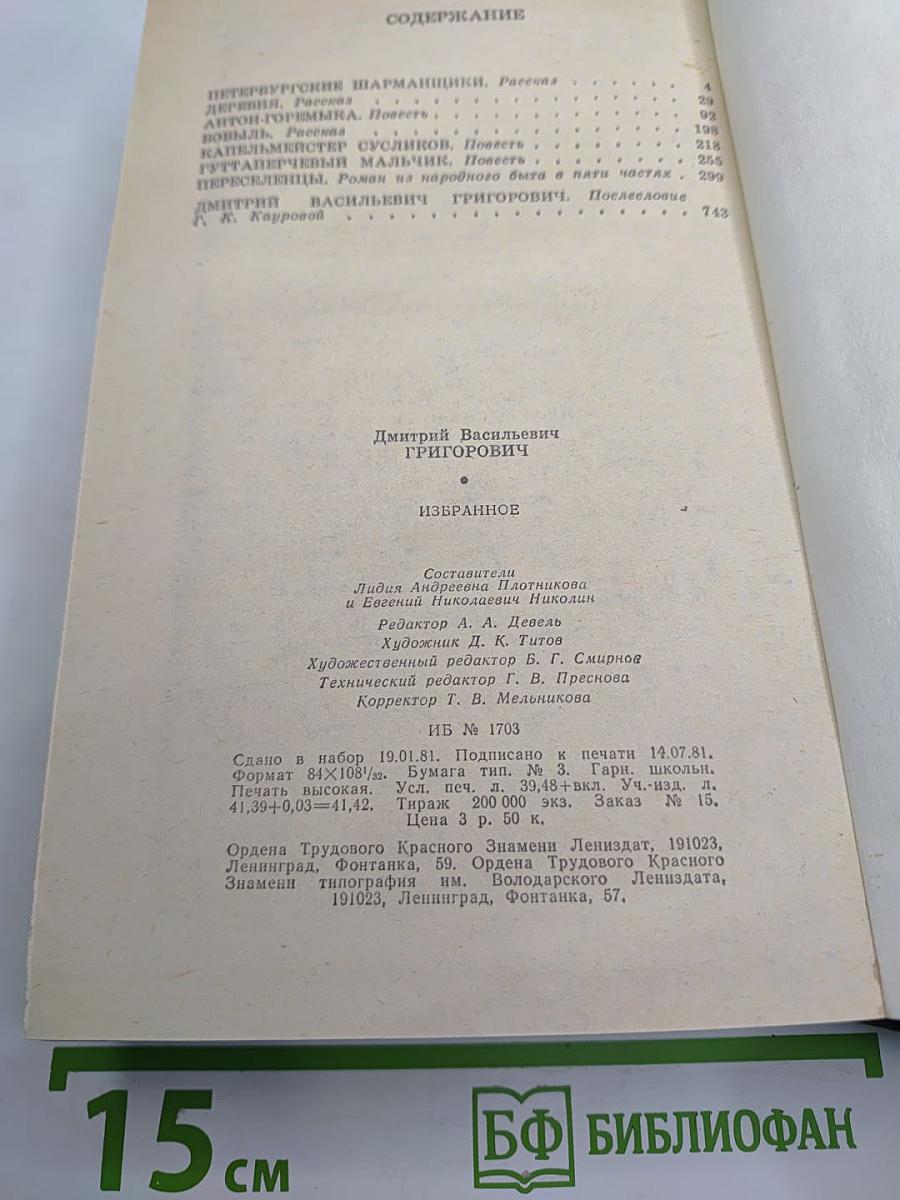 СОДЕРЖАНИЕ
ПЕТЕРБУРГСКИЕ ШАРМАНЩИКИ. Рассказ . . . . . . 4
ДЕРЕВНЯ. Рассказ . . . . . . . . . . . . . . . 29
АНТОН-ГОРЕМЫКА. Повесть . . . . . . . . . . . . 92
БОБЫЛЬ. Рассказ . . . . . . . . . . . . . . . 198
КАПЕЛЬМЕЙСТЕР СУСЛИКОВ. Повесть . . . . . . . . 218
ГУТТАПЕРЧЕВЫЙ МАЛЬЧИК. Повесть . . . . . . . . 255
ПЕРЕСЕЛЕНЦЫ. Роман из народного быта в пяти частях . 299
ДМИТРИЙ ВАСИЛЬЕВИЧ ГРИГОРОВИЧ. Послесловие
Г. К. Кауровой . . . . . . . . . . . . . . . . 743
Дмитрий Васильевич
ГРИГОРОВИЧ
•
ИЗБРАННОЕ
Составители
Лидия Андреевна Плотникова
и Евгений Николаевич Николин
Редактор А. А. Девель
Художник Д. К. Титов
Художественный редактор Б. Г. Смирнов
Технический редактор Г. В. Преснова
Корректор Т. В. Мельникова
ИБ № 1703
Сдано в набор 19.01.81. Подписано к печати 14.07.81.
Формат 84×108¹/₃₂. Бумага тип. № 3. Гарн. школьн.
Печать высокая. Усл. печ. л. 39,48+вкл. Уч.-изд. л.
41,39+0,03=41,42. Тираж 200 000 экз. Заказ № 15.
Цена 3 р. 50 к.
Ордена Трудового Красного Знамени Лениздат, 191023,
Ленинград, Фонтанка, 59. Ордена Трудового Красного
Знамени типография им. Володарского Лениздата,
191023, Ленинград, Фонтанка, 57.
15 см
БФ БИБЛИОФАН